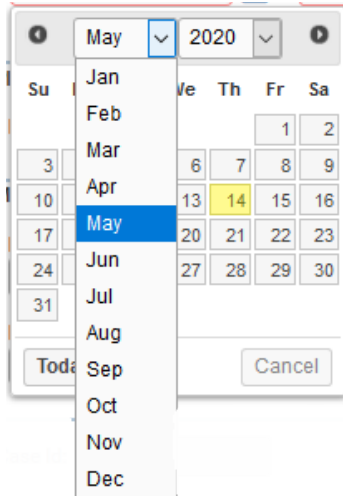 May 2020
Jan
Su We Th Fr Sa
Feb
1 2
Mar
3 6 7 8 9
Apr
10 13 14 15 16
May
17 20 21 22 23
Jun
24 27 28 29 30
Jul
31
Aug
Sep
Cancel
Oct
Nov
Dec